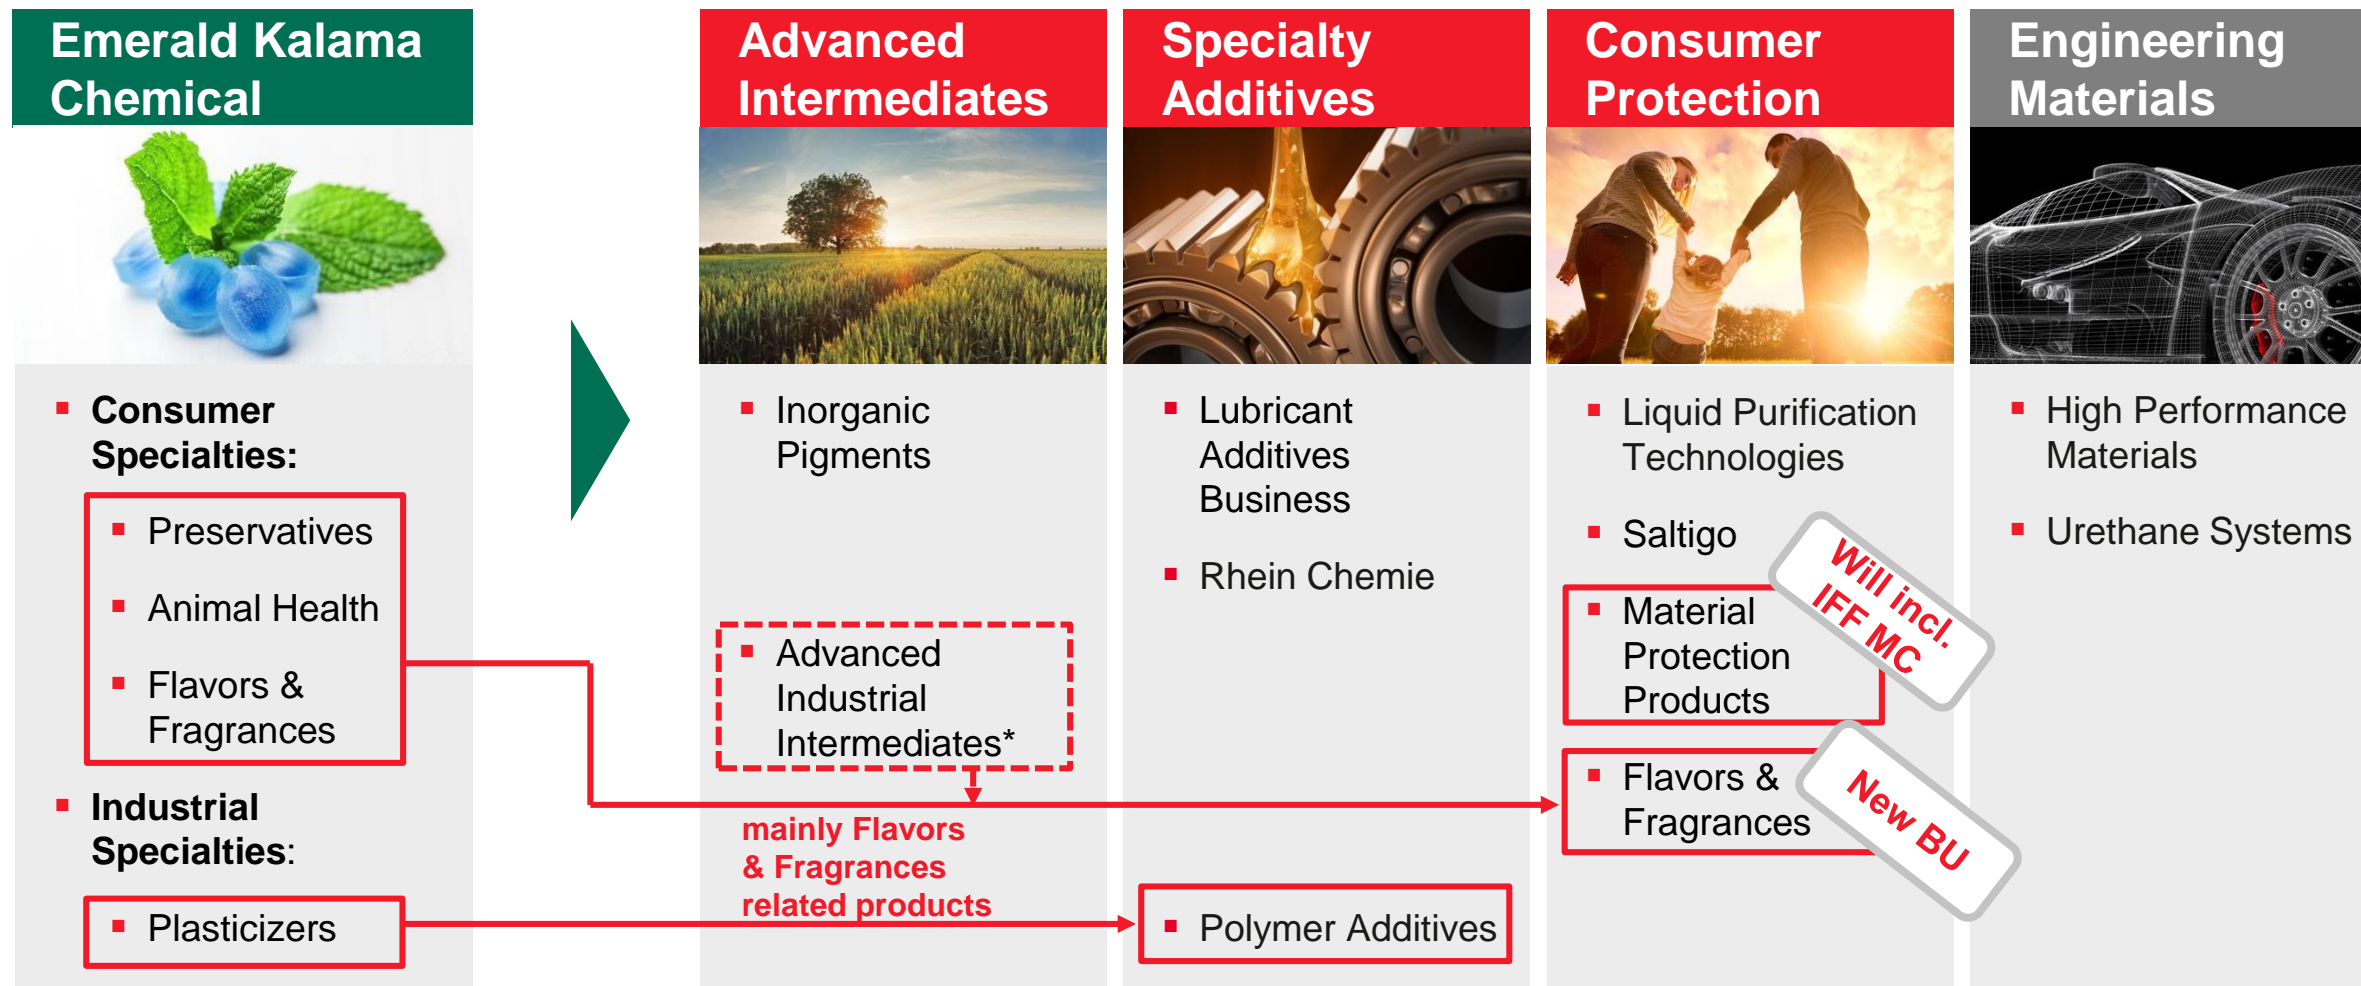 Emerald Kalama
Chemical
Consumer
Specialties:
Preservatives
Animal Health
Flavors &
Fragrances
Industrial
Specialties:
Plasticizers
Advanced
Intermediates
Inorganic
Pigments
Advanced
Industrial
Intermediates*
mainly Flavors
& Fragrances
related products
Specialty
Additives
Lubricant
Additives
Business
Rhein Chemie
Polymer Additives
Consumer
Protection
Liquid Purification
Technologies
Saltigo
Material
Protection
Products
Will incl.
IFF MC
Flavors &
Fragrances
New BU
Engineering
Materials
High Performance
Materials
Urethane Systems